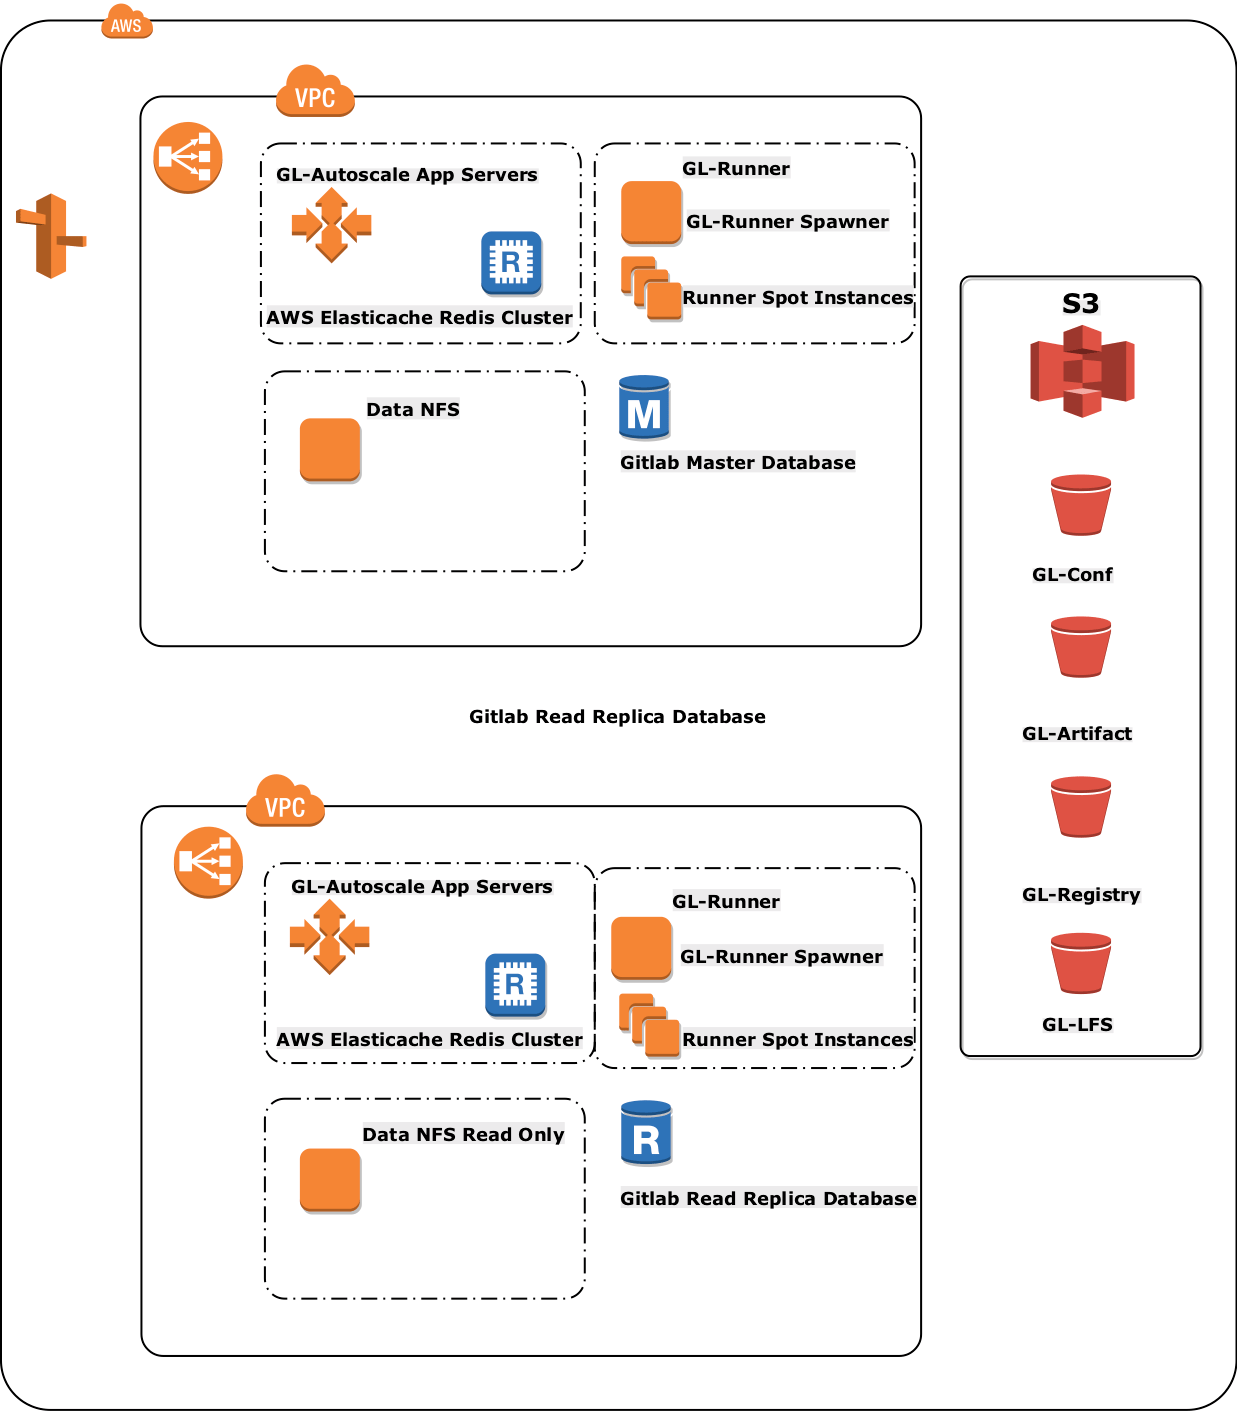 AWS
VPC
GL-Autoscale App Servers
R
AWS Elasticache Redis Cluster
GL-Runner
GL-Runner Spawner
Runner Spot Instances
Data NFS
M
Gitlab Master Database
S3
GL-Conf
GL-Artifact
GL-Registry
GL-LFS
Gitlab Read Replica Database
VPC
GL-Autoscale App Servers
R
AWS Elasticache Redis Cluster
GL-Runner
GL-Runner Spawner
Runner Spot Instances
Data NFS Read Only
R
Gitlab Read Replica Database